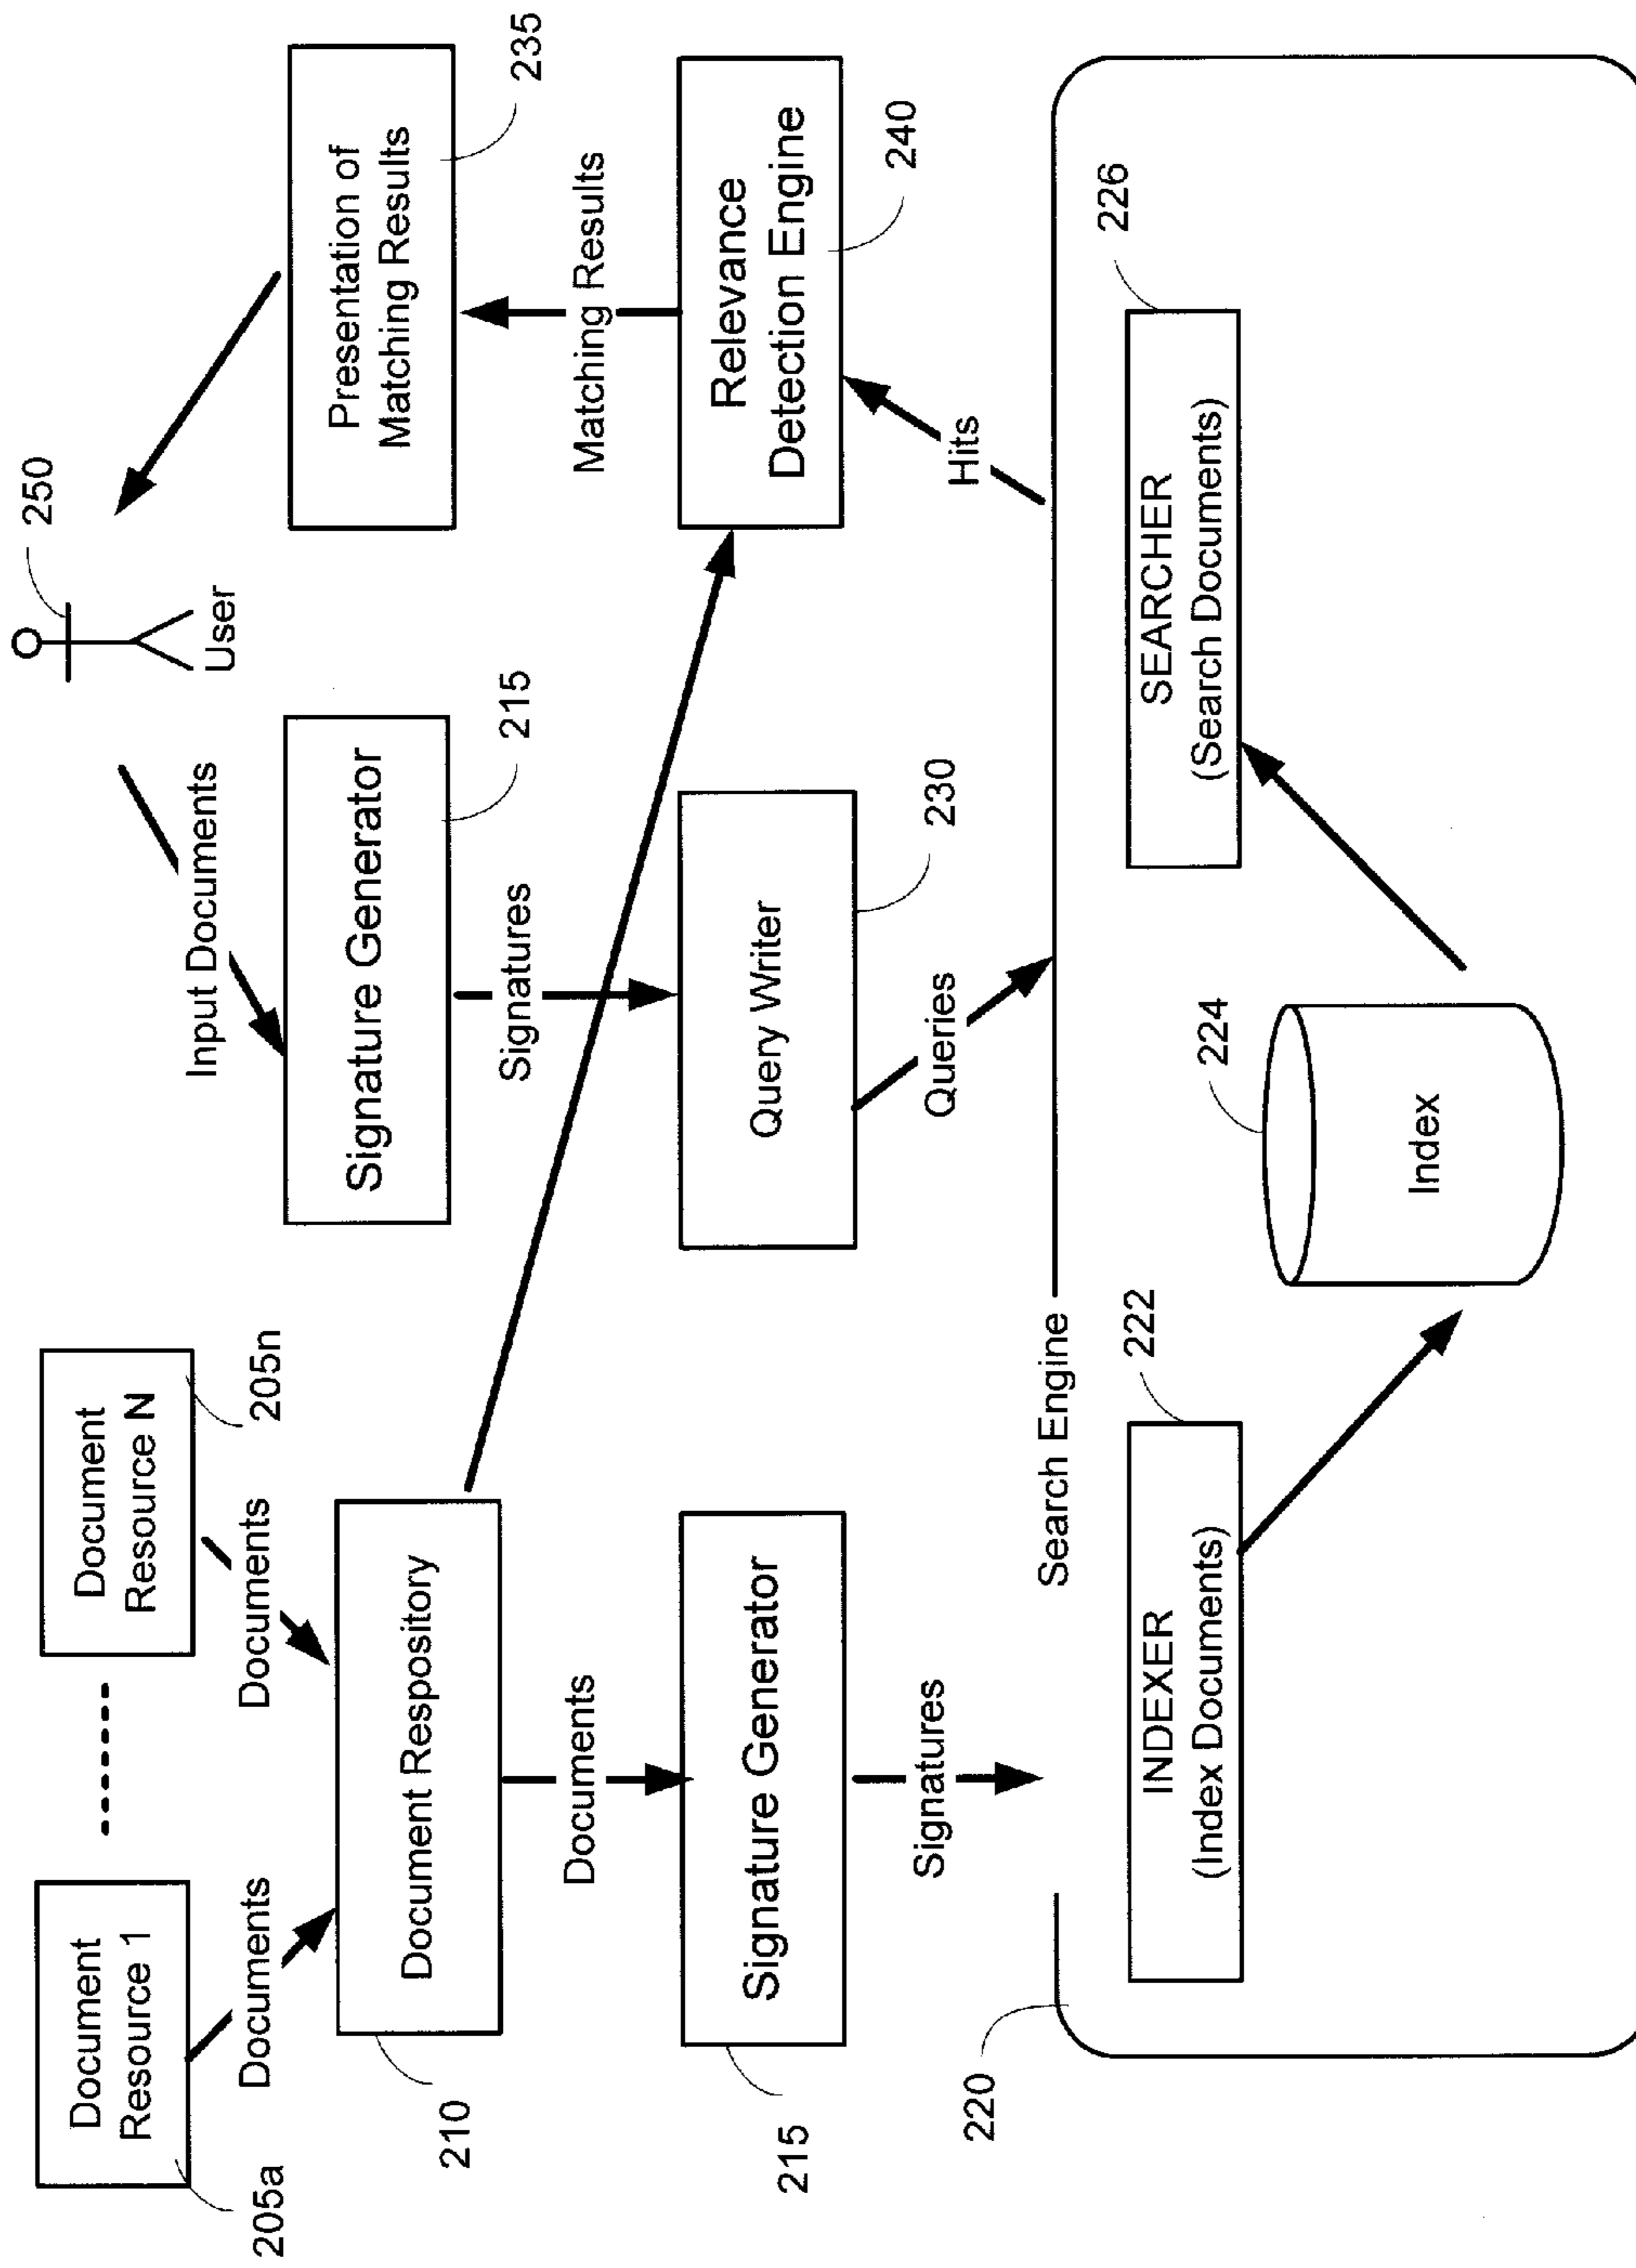 Document
Resource 1
205a
Document
Resource N
205n
250
User
Documents
Documents
Input Documents
Document Respository
210
Signature Generator
215
Presentation of
Matching Results
235
Documents
Signatures
Matching Results
Signature Generator
215
Query Writer
230
Relevance
Detection Engine
240
Signatures
Queries
Hits
Search Engine
220
INDEXER
(Index Documents)
222
Index
224
SEARCHER
(Search Documents)
226